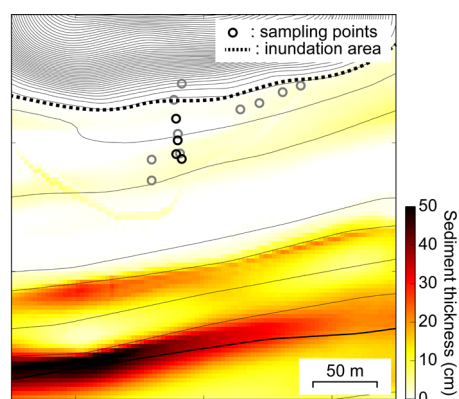 : sampling points
: inundation area
50
40
30
20
10
0
Sediment thickness (cm)
50 m